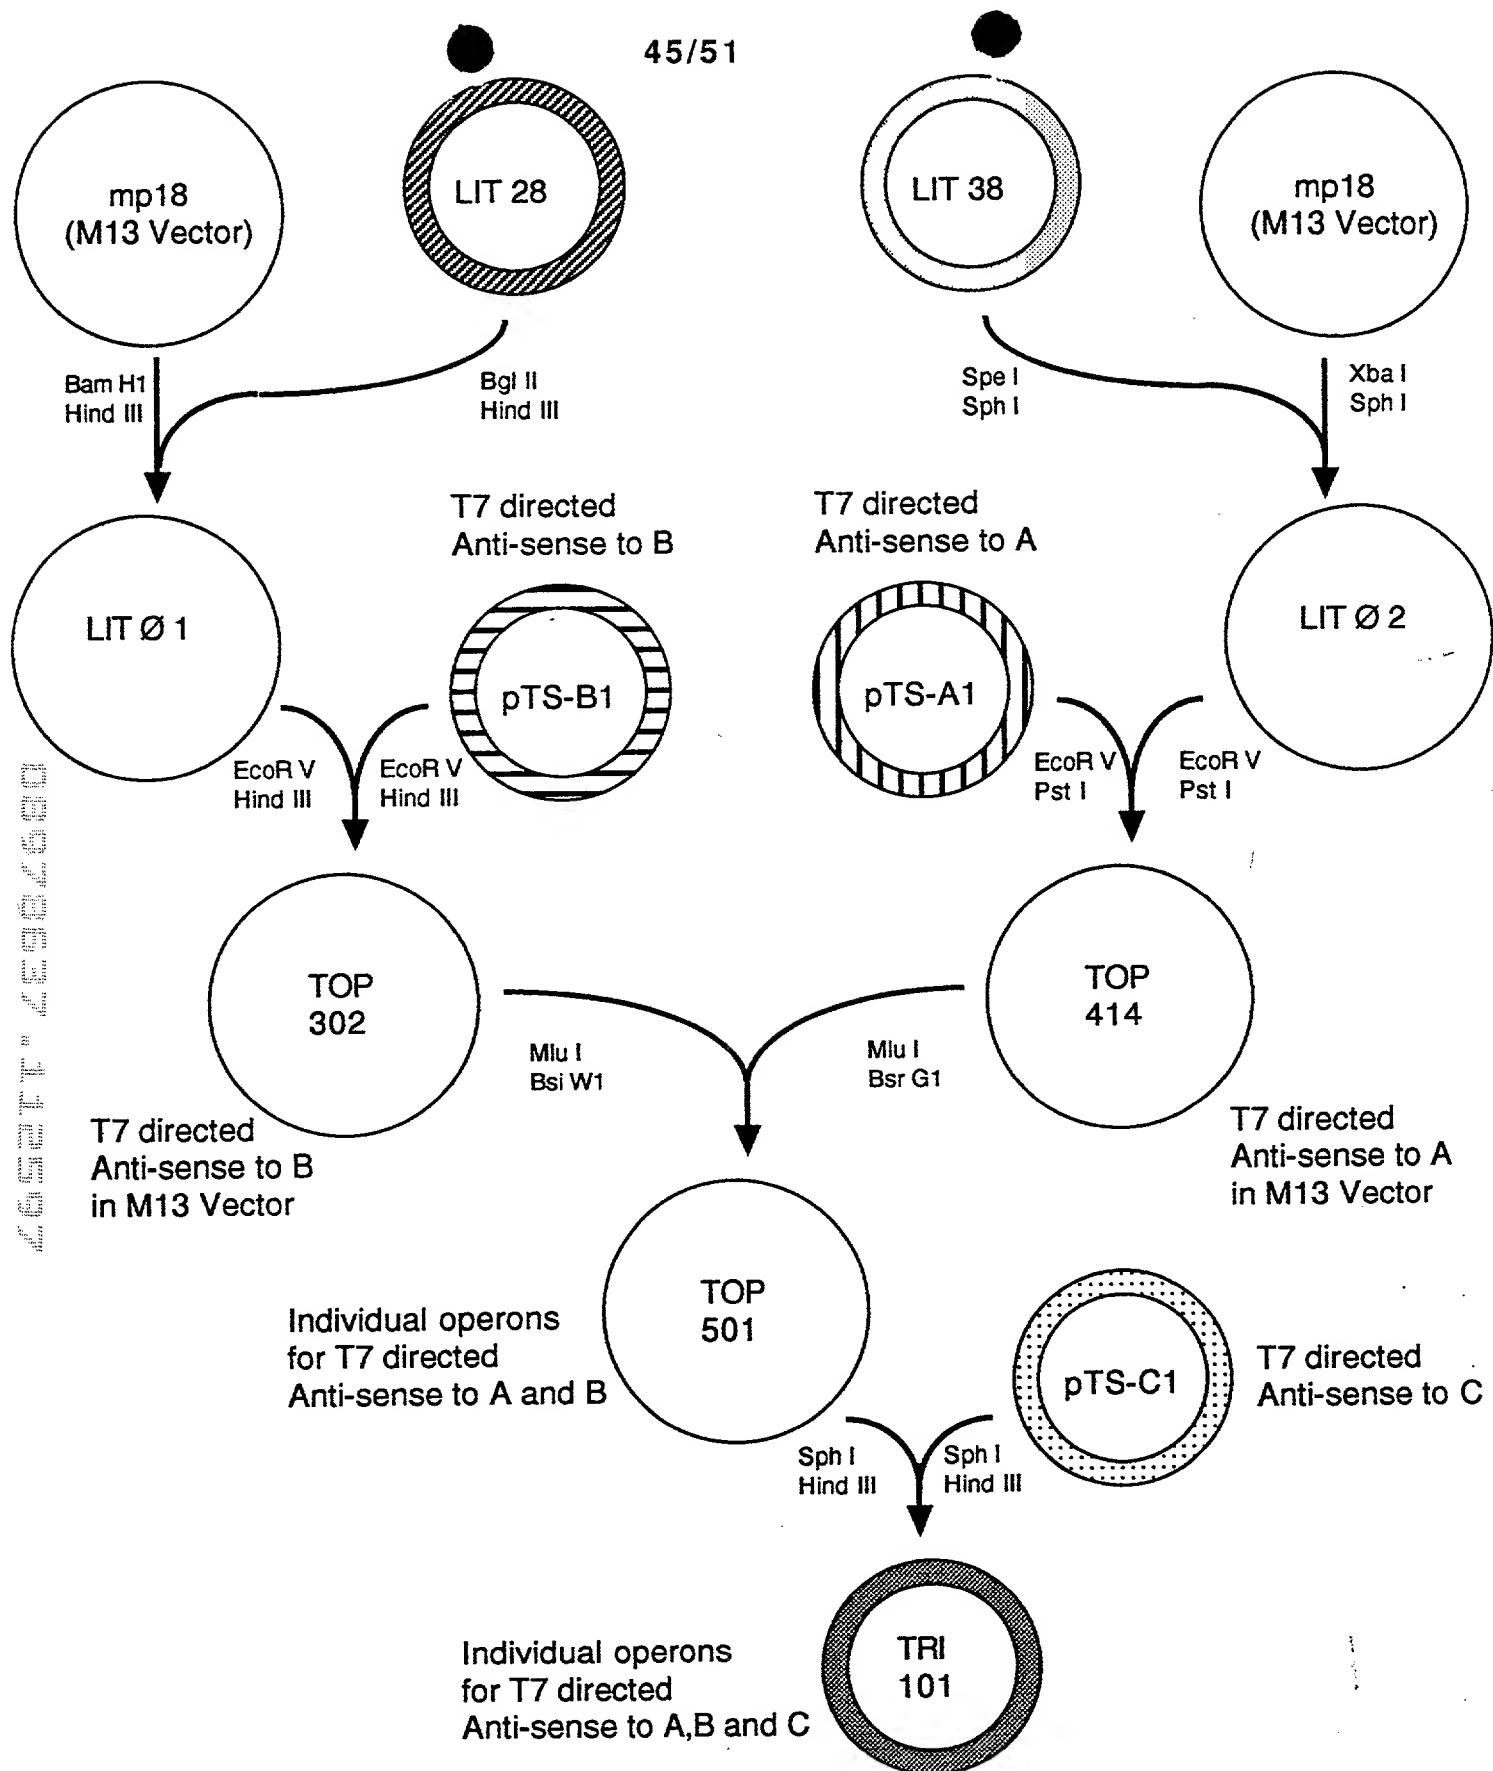 45/51
mp18
(M13 Vector)
LIT 28
LIT 38
mp18
(M13 Vector)
Bam H1
Hind III
Bgl II
Hind III
Spe I
Sph I
Xba I
Sph I
T7 directed
Anti-sense to B
T7 directed
Anti-sense to A
LIT Ø 1
pTS-B1
pTS-A1
LIT Ø 2
EcoR V
Hind III
EcoR V
Hind III
EcoR V
Pst I
EcoR V
Pst I
TOP
302
TOP
414
Mlu I
Bsi W1
Mlu I
Bsr G1
T7 directed
Anti-sense to B
in M13 Vector
T7 directed
Anti-sense to A
in M13 Vector
TOP
501
Individual operons
for T7 directed
Anti-sense to A and B
pTS-C1
T7 directed
Anti-sense to C
Sph I
Hind III
Sph I
Hind III
TRI
101
Individual operons
for T7 directed
Anti-sense to A,B and C